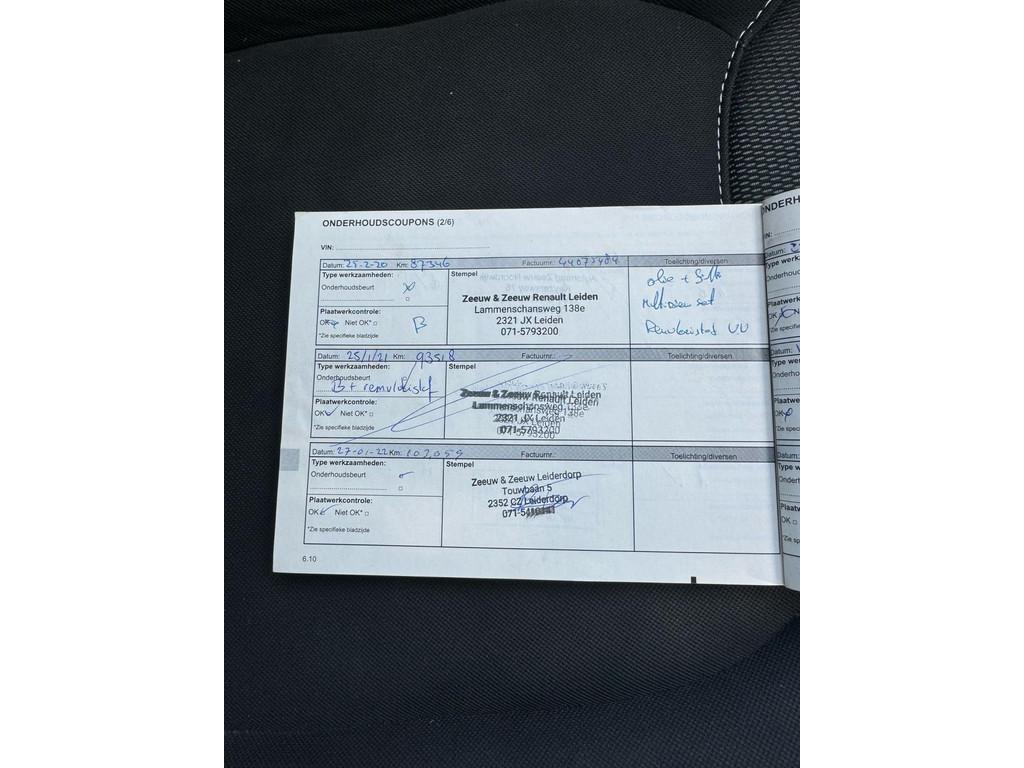 ONDERHOUDSCOUPONS (2/6)
VIN:
Datum: 25-2-20 Km: 87346 Factuurnr.: Toelichting/diversen
Type werkzaamheden: Stempel
Onderhoudsbeurt
Plaatwerkcontrole:
OK Niet OK* B
*Zie specifieke bladzijde
Zeeuw & Zeeuw Renault Leiden
Lammenschansweg 138e
2321 JX Leiden
071-5793200
olie + filter
multiriem set
Remvloeistof
Datum: 25/1/21 Km: 93518 Factuurnr.: Toelichting/diversen
Type werkzaamheden: Stempel
Onderhoudsbeurt
B + remvloeistof
Plaatwerkcontrole:
OK Niet OK*
*Zie specifieke bladzijde
Zeeuw & Zeeuw Renault Leiden
Lammenschansweg 138e
2321 JX Leiden
071-5793200
Datum: 27-01-22 Km: 102059 Factuurnr.: Toelichting/diversen
Type werkzaamheden: Stempel
Onderhoudsbeurt
Plaatwerkcontrole:
OK Niet OK*
*Zie specifieke bladzijde
Zeeuw & Zeeuw Leiderdorp
Touwbaan 5
2352 CZ Leiderdorp
6.10